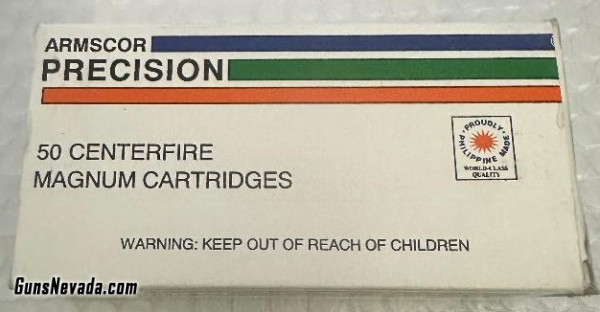 ARMSCOR
PRECISION
50 CENTERFIRE
MAGNUM CARTRIDGES
PROUDLY
PHILIPPINE MADE
WORLD-CLASS
QUALITY
WARNING: KEEP OUT OF REACH OF CHILDREN
GunsNevada.com